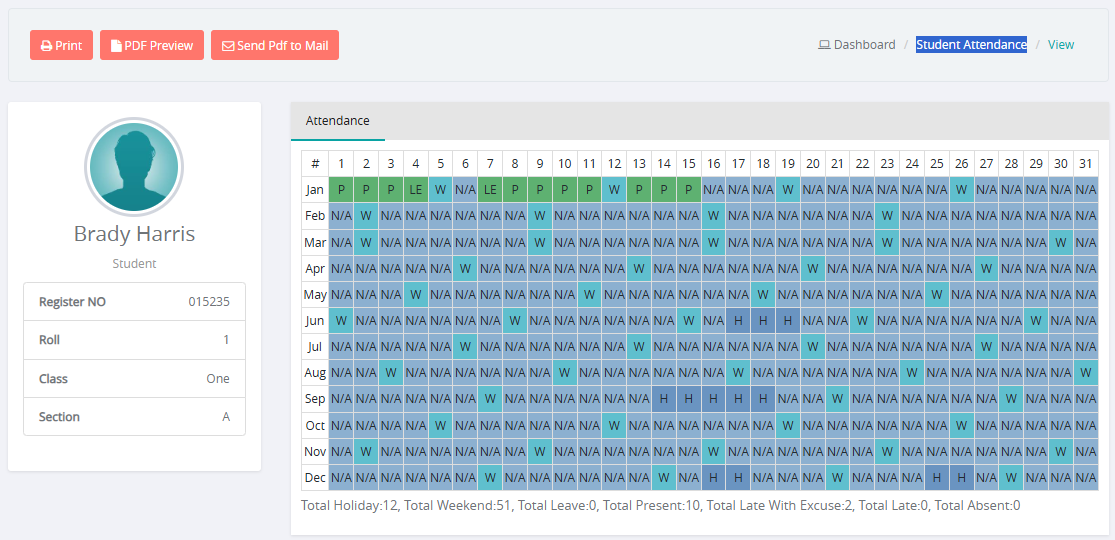 Print PDF Preview Send Pdf to Mail
Dashboard / Student Attendance / View
Brady Harris
Student
Register NO 015235
Roll 1
Class One
Section A
Attendance
# 1 2 3 4 5 6 7 8 9 10 11 12 13 14 15 16 17 18 19 20 21 22 23 24 25 26 27 28 29 30 31
Jan P P P LE W N/A LE P P P P W P P P N/A N/A N/A W N/A N/A N/A N/A N/A N/A W N/A N/A N/A N/A N/A
Feb N/A W N/A N/A N/A N/A N/A N/A W N/A N/A N/A N/A N/A N/A W N/A N/A N/A N/A N/A N/A W N/A N/A N/A N/A N/A N/A N/A N/A
Mar N/A W N/A N/A N/A N/A N/A N/A W N/A N/A N/A N/A N/A N/A W N/A N/A N/A N/A N/A N/A W N/A N/A N/A N/A N/A N/A W N/A
Apr N/A N/A N/A N/A N/A W N/A N/A N/A N/A N/A N/A W N/A N/A N/A N/A N/A N/A W N/A N/A N/A N/A N/A N/A W N/A N/A N/A N/A
May N/A N/A N/A W N/A N/A N/A N/A N/A N/A W N/A N/A N/A N/A N/A N/A W N/A N/A N/A N/A N/A N/A W N/A N/A N/A N/A N/A N/A
Jun W N/A N/A N/A N/A N/A N/A W N/A N/A N/A N/A N/A N/A W N/A H H H N/A N/A W N/A N/A N/A N/A N/A N/A W N/A N/A
Jul N/A N/A N/A N/A N/A W N/A N/A N/A N/A N/A N/A W N/A N/A N/A N/A N/A N/A W N/A N/A N/A N/A N/A N/A W N/A N/A N/A N/A
Aug N/A N/A W N/A N/A N/A N/A N/A N/A W N/A N/A N/A N/A N/A N/A W N/A N/A N/A N/A N/A N/A W N/A N/A N/A N/A N/A N/A W
Sep N/A N/A N/A N/A N/A N/A W N/A N/A N/A N/A N/A N/A H H H H H N/A N/A W N/A N/A N/A N/A N/A N/A W N/A N/A N/A
Oct N/A N/A N/A N/A W N/A N/A N/A N/A N/A N/A W N/A N/A N/A N/A N/A N/A W N/A N/A N/A N/A N/A N/A W N/A N/A N/A N/A N/A
Nov N/A W N/A N/A N/A N/A N/A N/A W N/A N/A N/A N/A N/A N/A W N/A N/A N/A N/A N/A N/A W N/A N/A N/A N/A N/A N/A W N/A
Dec N/A N/A N/A N/A N/A N/A W N/A N/A N/A N/A N/A N/A W N/A H H N/A N/A N/A W N/A N/A N/A H H N/A W N/A N/A N/A
Total Holiday:12, Total Weekend:51, Total Leave:0, Total Present:10, Total Late With Excuse:2, Total Late:0, Total Absent:0